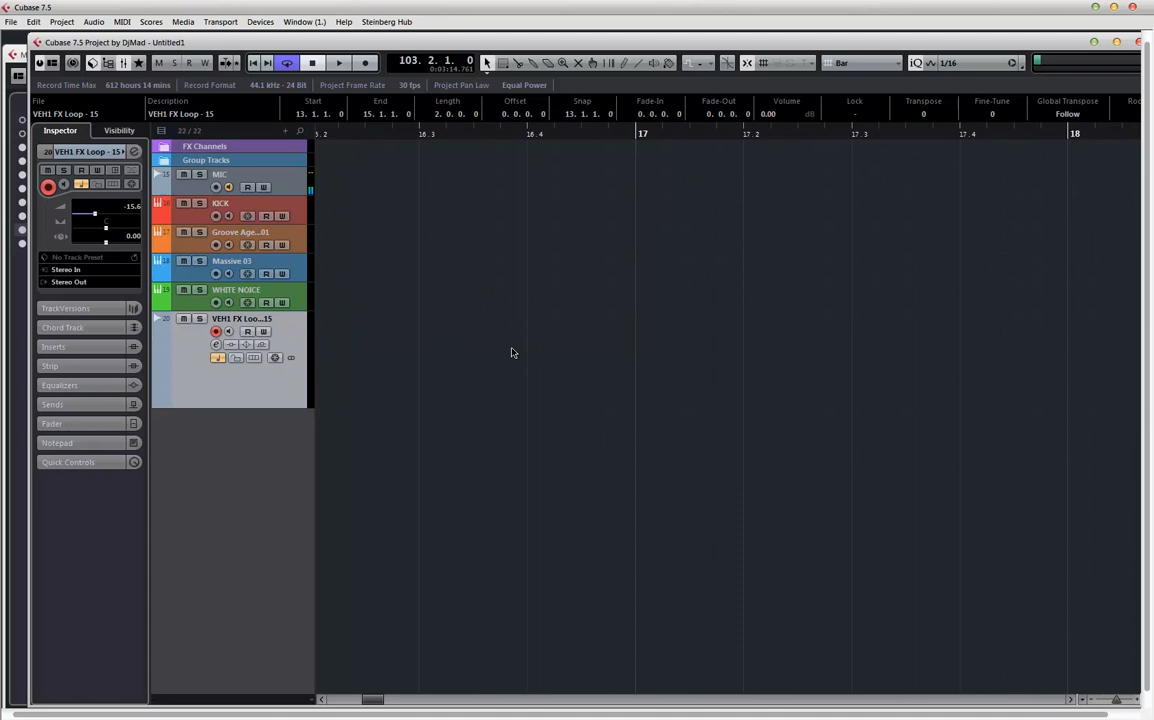 Cubase 7.5
File Edit Project Audio MIDI Scores Media Transport Devices Window (1.) Help Steinberg Hub
Cubase 7.5 Project by DjMad - Untitled1
M S R W 103. 2. 1. 0 0:03:14.761 Bar iQ 1/16
Record Time Max 612 hours 14 mins Record Format 44.1 kHz - 24 Bit Project Frame Rate 30 fps Project Pan Law Equal Power
File Description Start End Length Offset Snap Fade-In Fade-Out Volume Lock Transpose Fine-Tune Global Transpose
VEH1 FX Loop - 15 VEH1 FX Loop - 15 13. 1. 1. 0 15. 1. 1. 0 2. 0. 0. 0 0. 0. 0. 0 13. 1. 1. 0 0. 0. 0. 0 0. 0. 0. 0 0.00 dB - 0 0 Follow
Inspector Visibility 22 / 22 16.3 16.4 17 17.2 17.3 17.4 18
20 VEH1 FX Loop - 15
M S R W
-15.6
C
0.00
No Track Preset
Stereo In
Stereo Out
TrackVersions
Chord Track
Inserts
Strip
Equalizers
Sends
Fader
Notepad
Quick Controls
FX Channels
Group Tracks
15 M S MIC
R W
M S KICK
R W
M S Groove Age...01
R W
M S Massive 03
R W
M S WHITE NOICE
R W
20 M S VEH1 FX Loo...15
R W
e